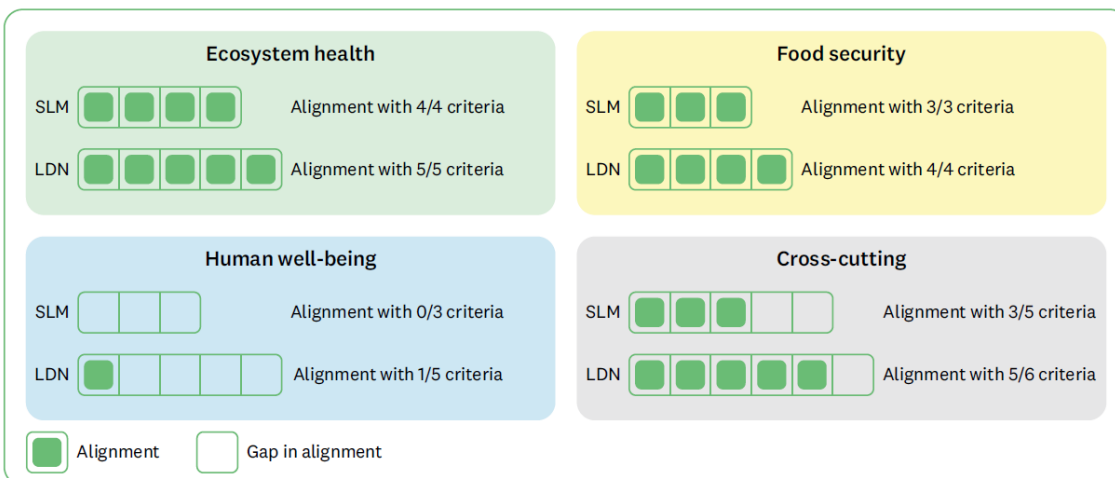 Ecosystem health
SLM Alignment with 4/4 criteria
LDN Alignment with 5/5 criteria
Food security
SLM Alignment with 3/3 criteria
LDN Alignment with 4/4 criteria
Human well-being
SLM Alignment with 0/3 criteria
LDN Alignment with 1/5 criteria
Cross-cutting
SLM Alignment with 3/5 criteria
LDN Alignment with 5/6 criteria
Alignment Gap in alignment